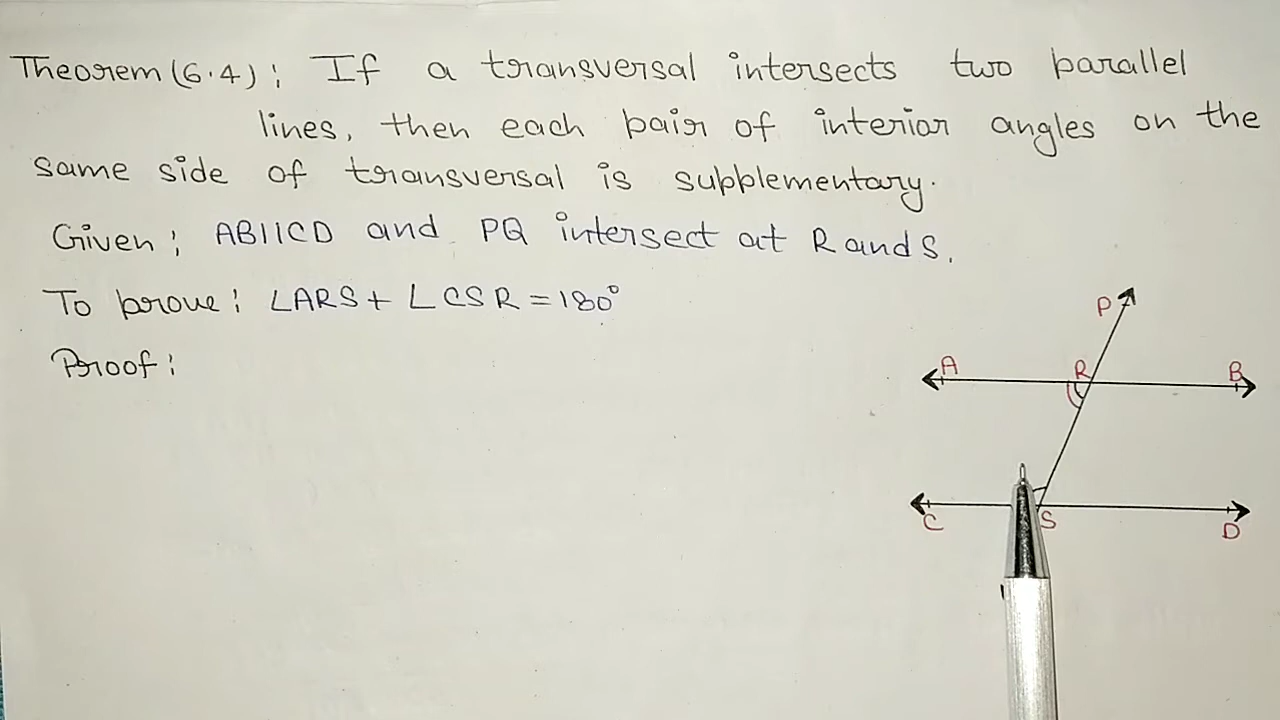 Theorem (6.4) : If a transversal intersects two parallel
lines, then each pair of interior angles on the
same side of transversal is supplementary.
Given : AB||CD and PQ intersect at R and S.
To prove : ∠ARS + ∠CSR = 180°
Proof :
P
A R B
C S D